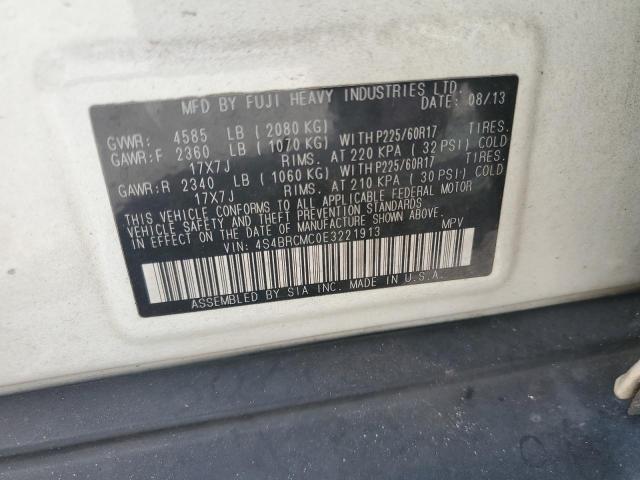 MFD BY FUJI HEAVY INDUSTRIES LTD.
DATE: 08/13
GVWR: 4585 LB (2080 KG)
GAWR:F 2360 LB (1070 KG) WITH P225/60R17 TIRES.
17X7J RIMS. AT 220 KPA (32 PSI) COLD
GAWR:R 2340 LB (1060 KG) WITH P225/60R17 TIRES.
17X7J RIMS. AT 210 KPA (30 PSI) COLD
THIS VEHICLE CONFORMS TO ALL APPLICABLE FEDERAL MOTOR
VEHICLE SAFETY STANDARDS IN EFFECT ON THE DATE OF
MANUFACTURE SHOWN ABOVE.
VIN: 4S4BRCMC0E3221913 MPV
ASSEMBLED BY SIA INC. MADE IN U.S.A.